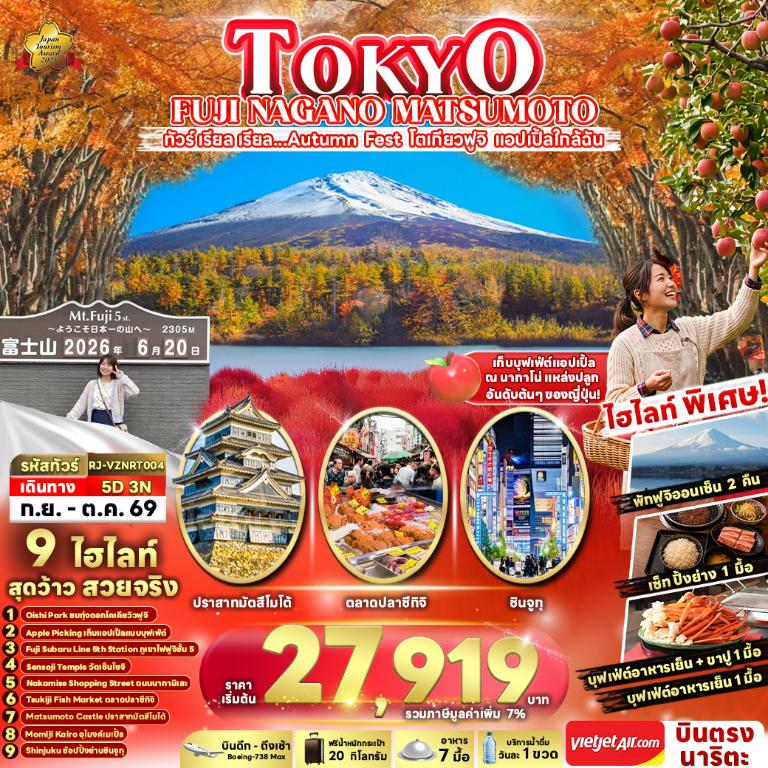 Japan
Tourism
Award
TOKYO
FUJI NAGANO MATSUMOTO
ทัวร์เรียล เรียล...Autumn Fest โตเกียวฟูจิ แอปเปิ้ลใกล้ฉัน
Mt.Fuji 5st.
～ようこそ日本一の山へ～ 2305M
富士山 2026年 6月20日
เก็บบุฟเฟ่ต์แอปเปิ้ล
ณ นากาโน่ แหล่งปลูก
อันดับต้นๆ ของญี่ปุ่น!
ไฮไลท์ พิเศษ!
พักฟูจิออนเซ็น 2 คืน
เซ็ทปิ้งย่าง 1 มื้อ
บุฟเฟ่ต์อาหารเย็น + ขาปู 1 มื้อ
บุฟเฟ่ต์อาหารเย็น 1 มื้อ
รหัสทัวร์ RJ-VZNRT004
เดินทาง 5D 3N
ก.ย. - ต.ค. 69
9 ไฮไลท์
สุดว้าว สวยจริง
1 Oishi Park ชมทุ่งดอกโคเคียวิวฟูจิ
2 Apple Picking เก็บแอปเปิ้ลแบบบุฟเฟ่ต์
3 Fuji Subaru Line 5th Station ภูเขาไฟฟูจิชั้น 5
4 Sensoji Temple วัดเซ็นโซจิ
5 Nakamise Shopping Street ถนนนากามิเสะ
6 Tsukiji Fish Market ตลาดปลาซึกิจิ
7 Matsumoto Castle ปราสาทมัตสึโมโต้
8 Momiji Kairo อุโมงค์เมเปิ้ล
9 Shinjuku ช้อปปิ้งย่านชินจูกุ
ปราสาทมัตสึโมโต้
ตลาดปลาซึกิจิ
ชินจูกุ
ราคา
เริ่มต้น
27,919
บาท
รวมภาษีมูลค่าเพิ่ม 7%
บินดึก - ถึงเช้า
Boeing-738 Max
ฟรีน้ำหนักกระเป๋า
20 กิโลกรัม
อาหาร
7 มื้อ
บริการน้ำดื่ม
วันละ 1 ขวด
vietjetAir.com
บินตรง
นาริตะ